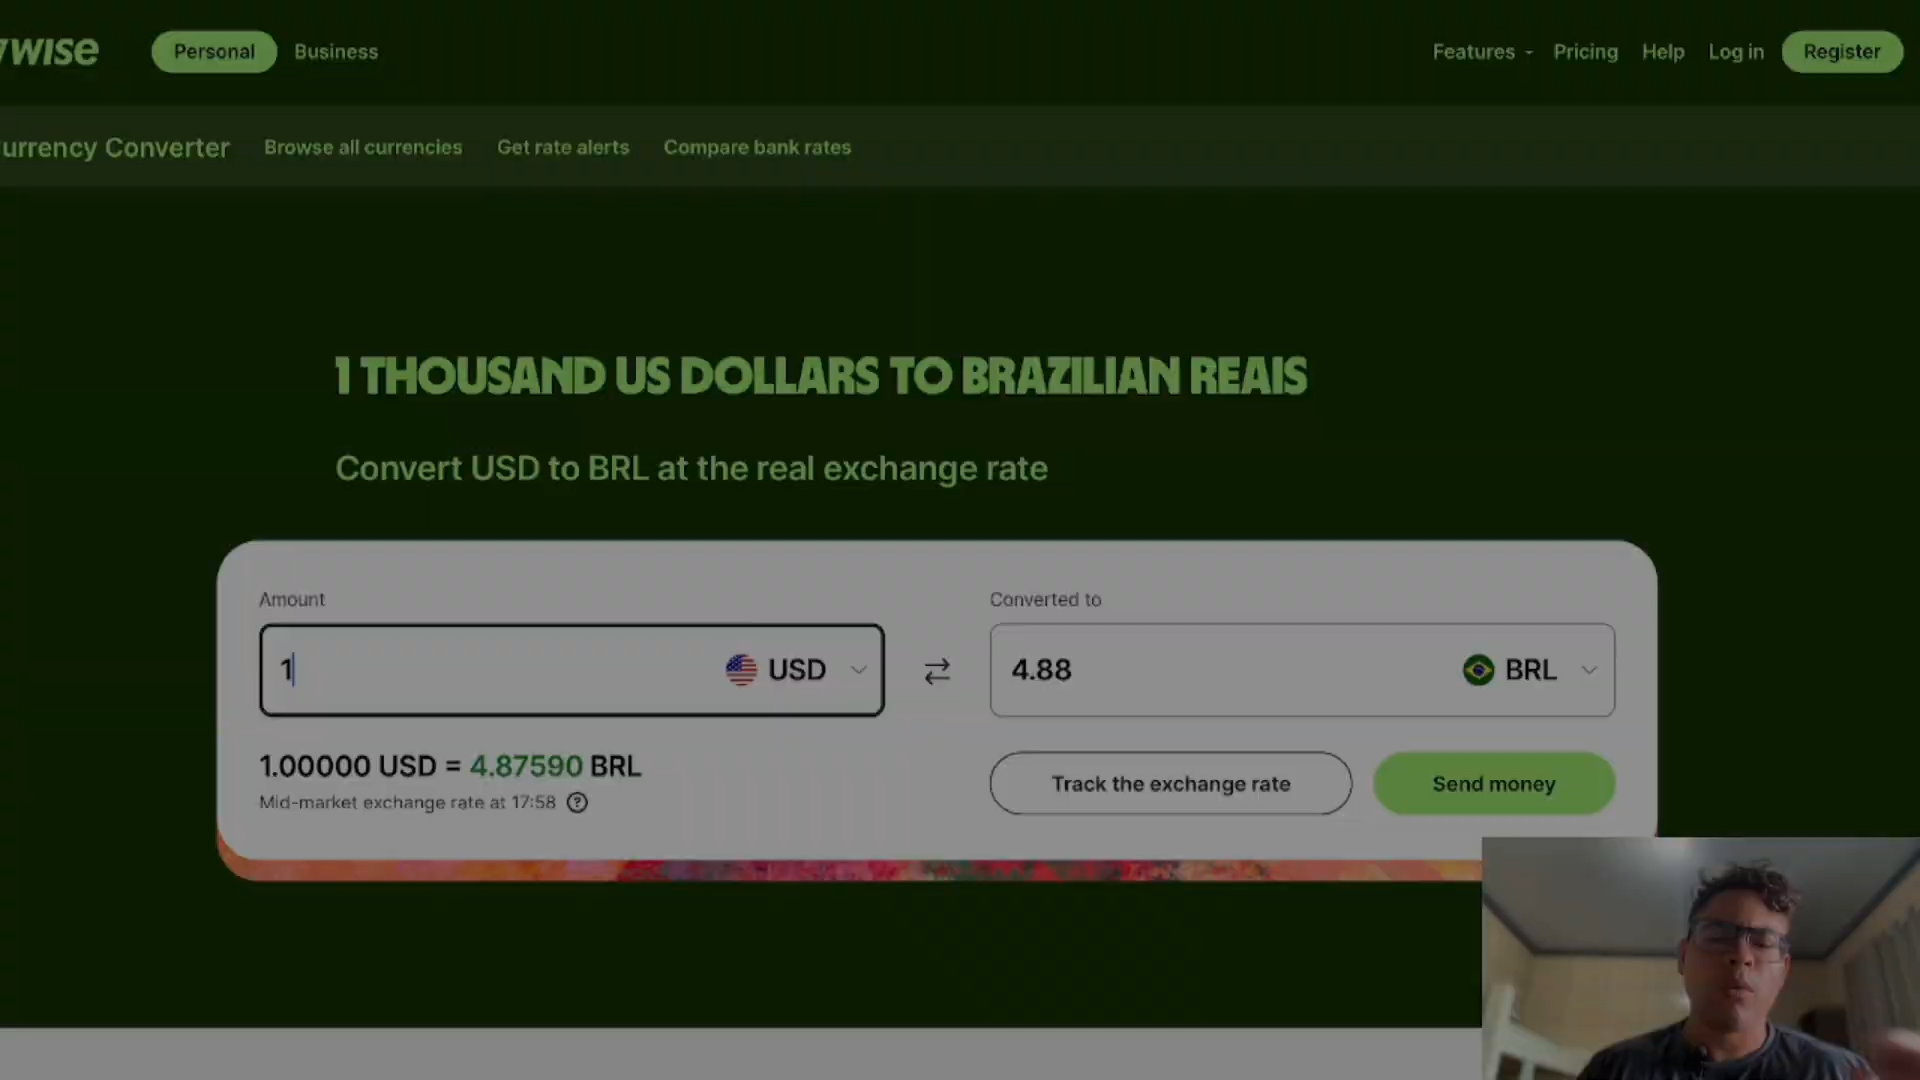 wise
Personal
Business
Features
Pricing
Help
Log in
Register
urrency Converter
Browse all currencies
Get rate alerts
Compare bank rates
1 THOUSAND US DOLLARS TO BRAZILIAN REAIS
Convert USD to BRL at the real exchange rate
Amount
Converted to
1
USD
4.88
BRL
1.00000 USD = 4.87590 BRL
Mid-market exchange rate at 17:58 ?
Track the exchange rate
Send money